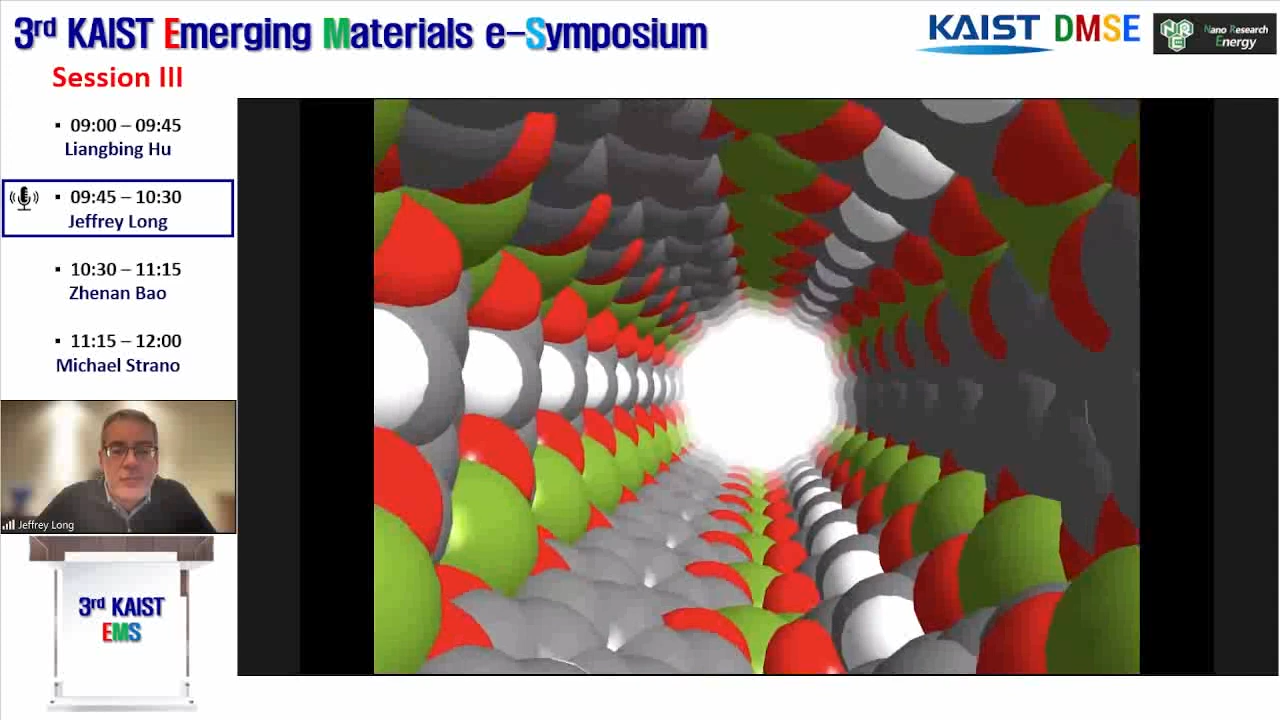 3rd KAIST Emerging Materials e-Symposium
KAIST DMSE
NRE
Nano Research
Energy
Session III
▪ 09:00 – 09:45
Liangbing Hu
▪ 09:45 – 10:30
Jeffrey Long
▪ 10:30 – 11:15
Zhenan Bao
▪ 11:15 – 12:00
Michael Strano
Jeffrey Long
3rd KAIST
EMS